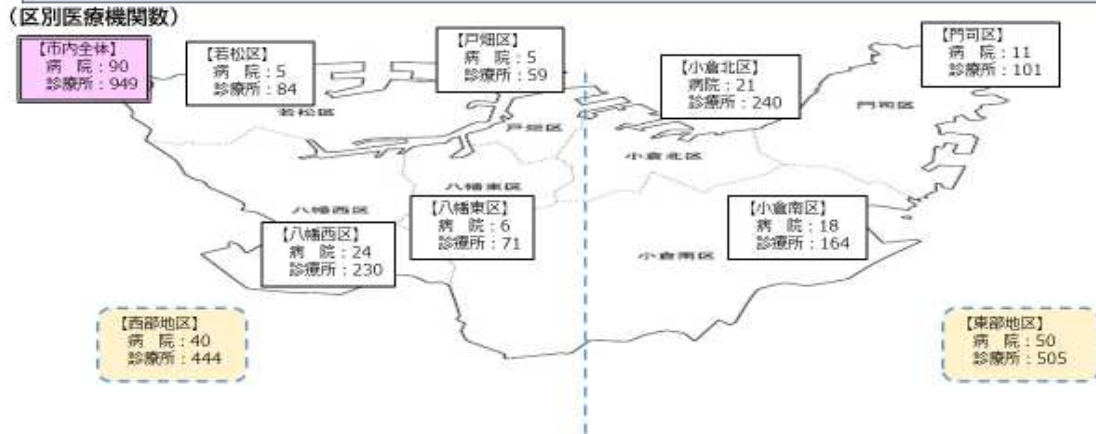 （区別医療機関数）
【市内全体】
病　院：90
診療所：949
【若松区】
病　院：5
診療所：84
【戸畑区】
病　院：5
診療所：59
【小倉北区】
病院：21
診療所：240
【門司区】
病　院：11
診療所：101
若松区
戸畑区
小倉北区
門司区
八幡東区
八幡西区
小倉南区
【八幡西区】
病　院：24
診療所：230
【八幡東区】
病　院：6
診療所：71
【小倉南区】
病　院：18
診療所：164
【西部地区】
病　院：40
診療所：444
【東部地区】
病　院：50
診療所：505